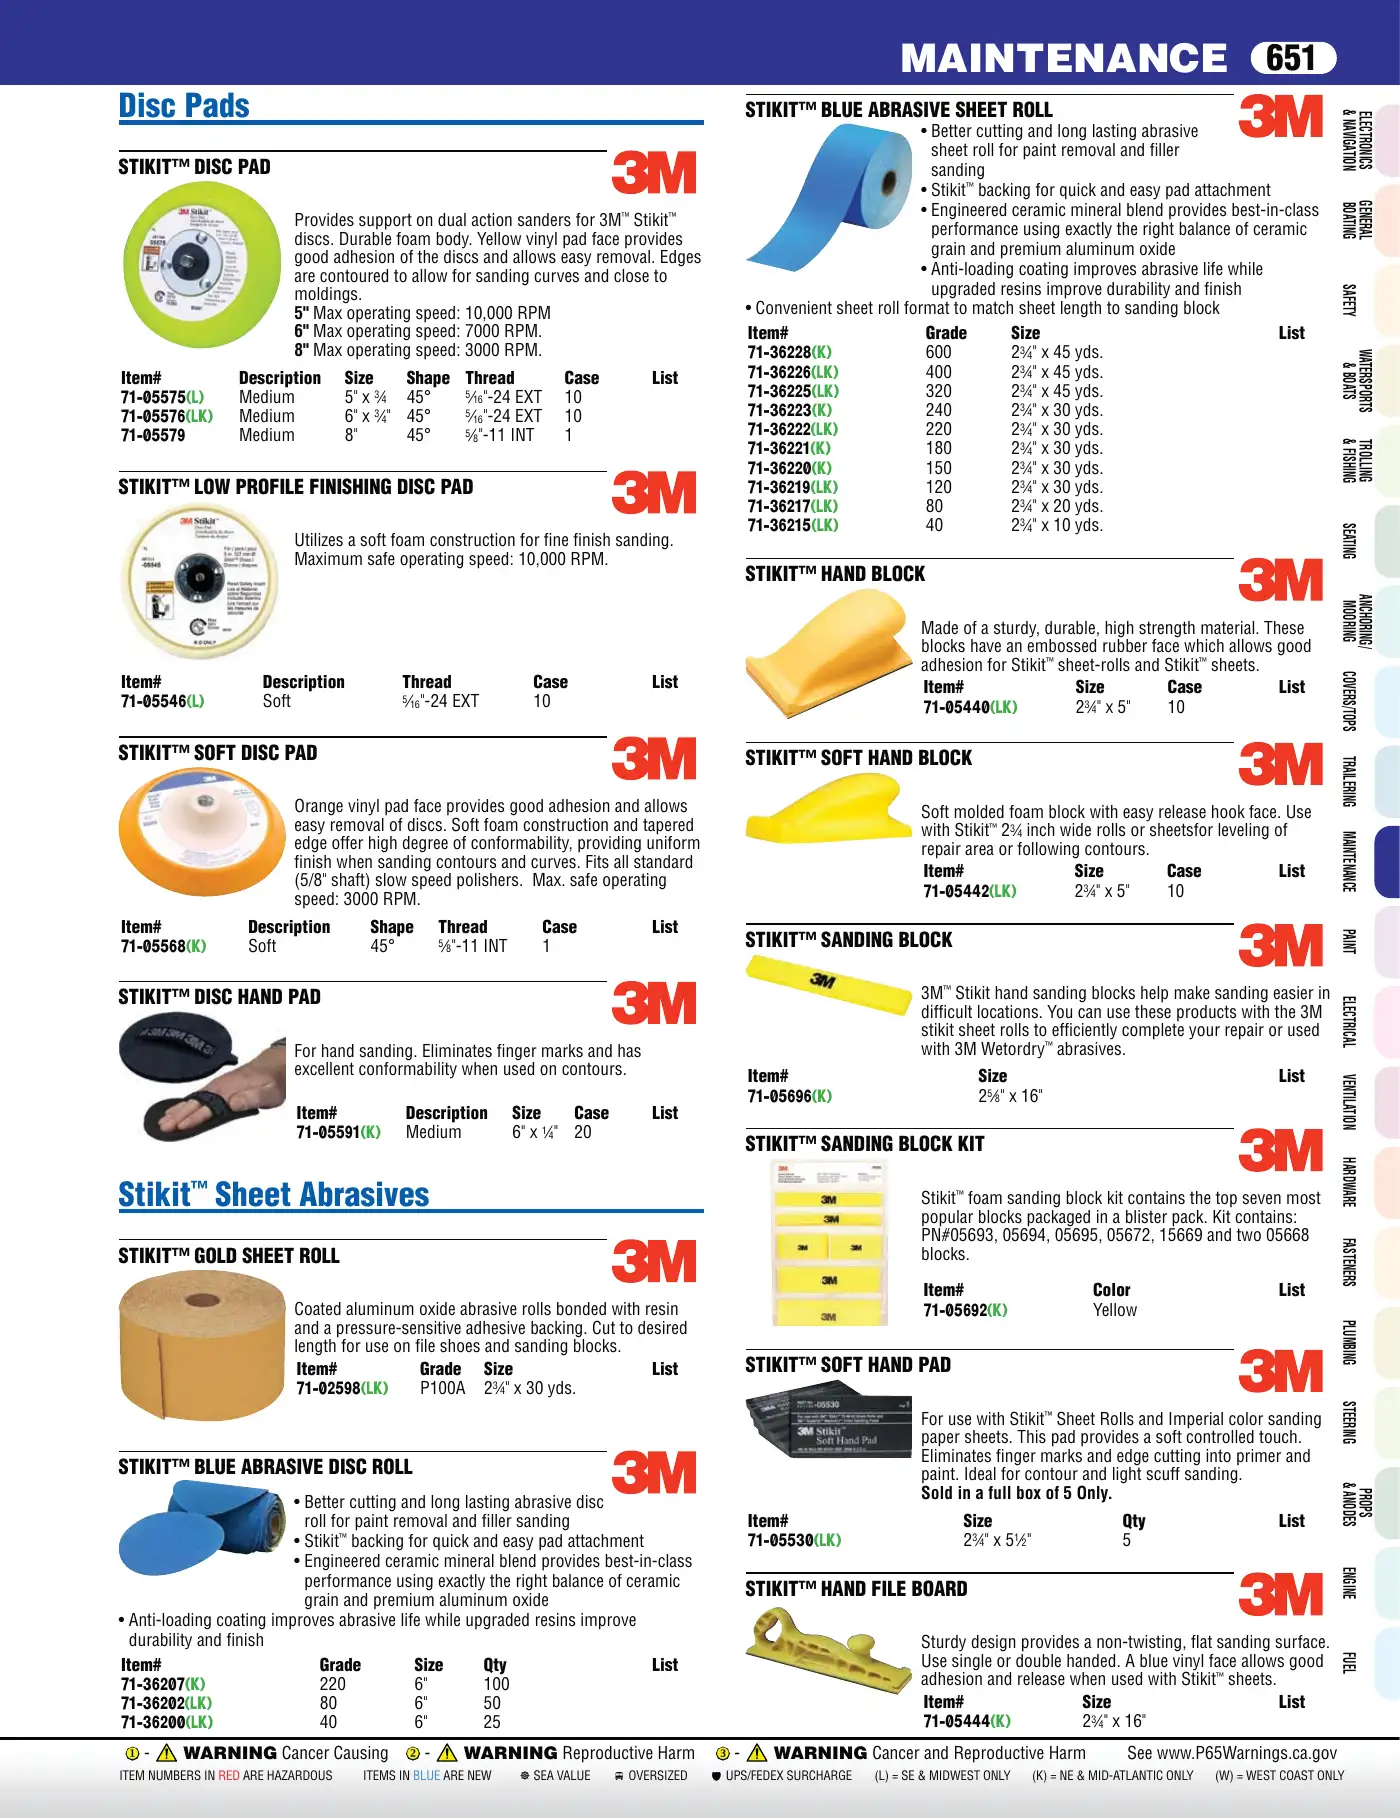 MAINTENANCE 651
Disc Pads
STIKIT™ DISC PAD
3M
Provides support on dual action sanders for 3M™ Stikit™
discs. Durable foam body. Yellow vinyl pad face provides
good adhesion of the discs and allows easy removal. Edges
are contoured to allow for sanding curves and close to
moldings.
5" Max operating speed: 10,000 RPM
6" Max operating speed: 7000 RPM.
8" Max operating speed: 3000 RPM.
Item# Description Size Shape Thread Case List
71-05575(L) Medium 5" x ¾ 45° 5⁄16"-24 EXT 10
71-05576(LK) Medium 6" x ¾" 45° 5⁄16"-24 EXT 10
71-05579 Medium 8" 45° ⅝"-11 INT 1
STIKIT™ LOW PROFILE FINISHING DISC PAD
3M
Utilizes a soft foam construction for fine finish sanding.
Maximum safe operating speed: 10,000 RPM.
Item# Description Thread Case List
71-05546(L) Soft 5⁄16"-24 EXT 10
STIKIT™ SOFT DISC PAD
3M
Orange vinyl pad face provides good adhesion and allows
easy removal of discs. Soft foam construction and tapered
edge offer high degree of conformability, providing uniform
finish when sanding contours and curves. Fits all standard
(5/8" shaft) slow speed polishers. Max. safe operating
speed: 3000 RPM.
Item# Description Shape Thread Case List
71-05568(K) Soft 45° ⅝"-11 INT 1
STIKIT™ DISC HAND PAD
3M
For hand sanding. Eliminates finger marks and has
excellent conformability when used on contours.
Item# Description Size Case List
71-05591(K) Medium 6" x ¼" 20
Stikit™ Sheet Abrasives
STIKIT™ GOLD SHEET ROLL
3M
Coated aluminum oxide abrasive rolls bonded with resin
and a pressure-sensitive adhesive backing. Cut to desired
length for use on file shoes and sanding blocks.
Item# Grade Size List
71-02598(LK) P100A 2¾" x 30 yds.
STIKIT™ BLUE ABRASIVE DISC ROLL
3M
• Better cutting and long lasting abrasive disc
roll for paint removal and filler sanding
• Stikit™ backing for quick and easy pad attachment
• Engineered ceramic mineral blend provides best-in-class
performance using exactly the right balance of ceramic
grain and premium aluminum oxide
• Anti-loading coating improves abrasive life while upgraded resins improve
durability and finish
Item# Grade Size Qty List
71-36207(K) 220 6" 100
71-36202(LK) 80 6" 50
71-36200(LK) 40 6" 25
STIKIT™ BLUE ABRASIVE SHEET ROLL
3M
• Better cutting and long lasting abrasive
sheet roll for paint removal and filler
sanding
• Stikit™ backing for quick and easy pad attachment
• Engineered ceramic mineral blend provides best-in-class
performance using exactly the right balance of ceramic
grain and premium aluminum oxide
• Anti-loading coating improves abrasive life while
upgraded resins improve durability and finish
• Convenient sheet roll format to match sheet length to sanding block
Item# Grade Size List
71-36228(K) 600 2¾" x 45 yds.
71-36226(LK) 400 2¾" x 45 yds.
71-36225(LK) 320 2¾" x 45 yds.
71-36223(K) 240 2¾" x 30 yds.
71-36222(LK) 220 2¾" x 30 yds.
71-36221(K) 180 2¾" x 30 yds.
71-36220(K) 150 2¾" x 30 yds.
71-36219(LK) 120 2¾" x 30 yds.
71-36217(LK) 80 2¾" x 20 yds.
71-36215(LK) 40 2¾" x 10 yds.
STIKIT™ HAND BLOCK
3M
Made of a sturdy, durable, high strength material. These
blocks have an embossed rubber face which allows good
adhesion for Stikit™ sheet-rolls and Stikit™ sheets.
Item# Size Case List
71-05440(LK) 2¾" x 5" 10
STIKIT™ SOFT HAND BLOCK
3M
Soft molded foam block with easy release hook face. Use
with Stikit™ 2¾ inch wide rolls or sheetsfor leveling of
repair area or following contours.
Item# Size Case List
71-05442(LK) 2¾" x 5" 10
STIKIT™ SANDING BLOCK
3M
3M
3M™ Stikit hand sanding blocks help make sanding easier in
difficult locations. You can use these products with the 3M
stikit sheet rolls to efficiently complete your repair or used
with 3M Wetordry™ abrasives.
Item# Size List
71-05696(K) 2⅝" x 16"
STIKIT™ SANDING BLOCK KIT
3M
Stikit™ foam sanding block kit contains the top seven most
popular blocks packaged in a blister pack. Kit contains:
PN#05693, 05694, 05695, 05672, 15669 and two 05668
blocks.
Item# Color List
71-05692(K) Yellow
STIKIT™ SOFT HAND PAD
3M
05530
3M Stikit™
Soft Hand Pad
For use with Stikit™ Sheet Rolls and Imperial color sanding
paper sheets. This pad provides a soft controlled touch.
Eliminates finger marks and edge cutting into primer and
paint. Ideal for contour and light scuff sanding.
Sold in a full box of 5 Only.
Item# Size Qty List
71-05530(LK) 2¾" x 5½" 5
STIKIT™ HAND FILE BOARD
3M
Sturdy design provides a non-twisting, flat sanding surface.
Use single or double handed. A blue vinyl face allows good
adhesion and release when used with Stikit™ sheets.
Item# Size List
71-05444(K) 2¾" x 16"
ELECTRONICS
& NAVIGATION
GENERAL
BOATING
SAFETY
WATERSPORTS
& BOATS
TROLLING
& FISHING
SEATING
ANCHORING/
MOORING
COVERS/TOPS
TRAILERING
MAINTENANCE
PAINT
ELECTRICAL
VENTILATION
HARDWARE
FASTENERS
PLUMBING
STEERING
PROPS
& ANODES
ENGINE
FUEL
1 - WARNING Cancer Causing 2 - WARNING Reproductive Harm 3 - WARNING Cancer and Reproductive Harm See www.P65Warnings.ca.gov
ITEM NUMBERS IN RED ARE HAZARDOUS ITEMS IN BLUE ARE NEW SEA VALUE OVERSIZED UPS/FEDEX SURCHARGE (L) = SE & MIDWEST ONLY (K) = NE & MID-ATLANTIC ONLY (W) = WEST COAST ONLY